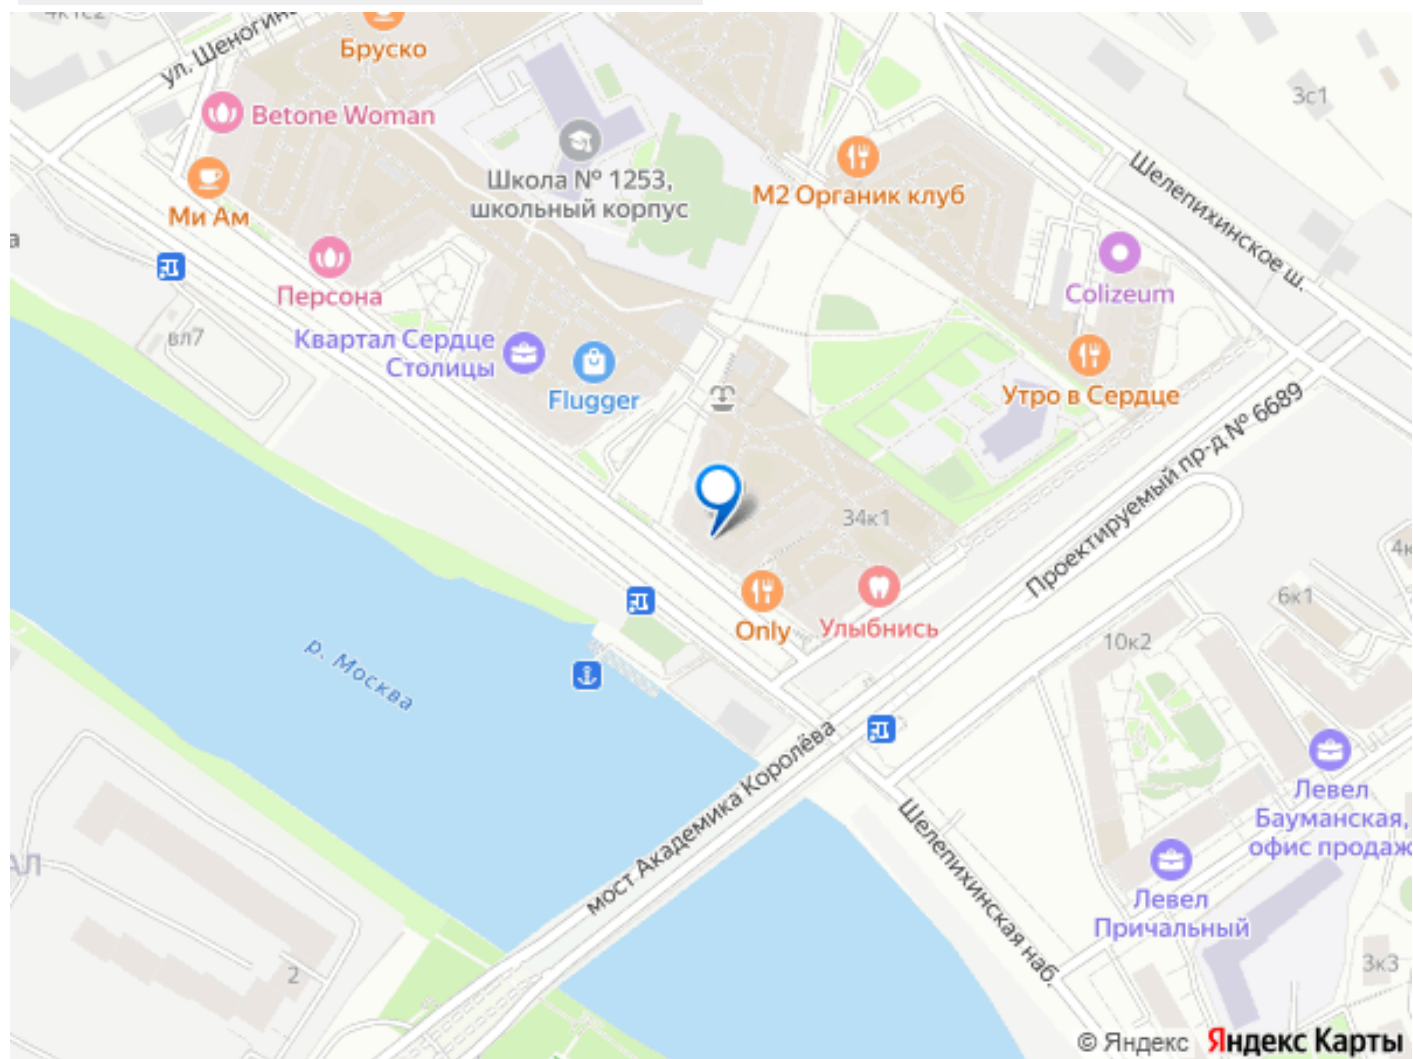 4к1с2
ул. Шеногина
Бруско
Betone Woman
Ми Ам
Школа № 1253,
школьный корпус
М2 Органик клуб
3с1
Шелепихинское ш.
Colizeum
Персона
вл7
Квартал Сердце
Столицы
Flugger
Утро в Сердце
Проектируемый пр-д № 6689
34к1
Only
Улыбнись
р. Москва
мост Академика Королёва
Шелепихинская наб.
10к2
6к1
Левел
Бауманская,
офис продаж
Левел
Причальный
3к3
2
© Яндекс Яндекс Карты